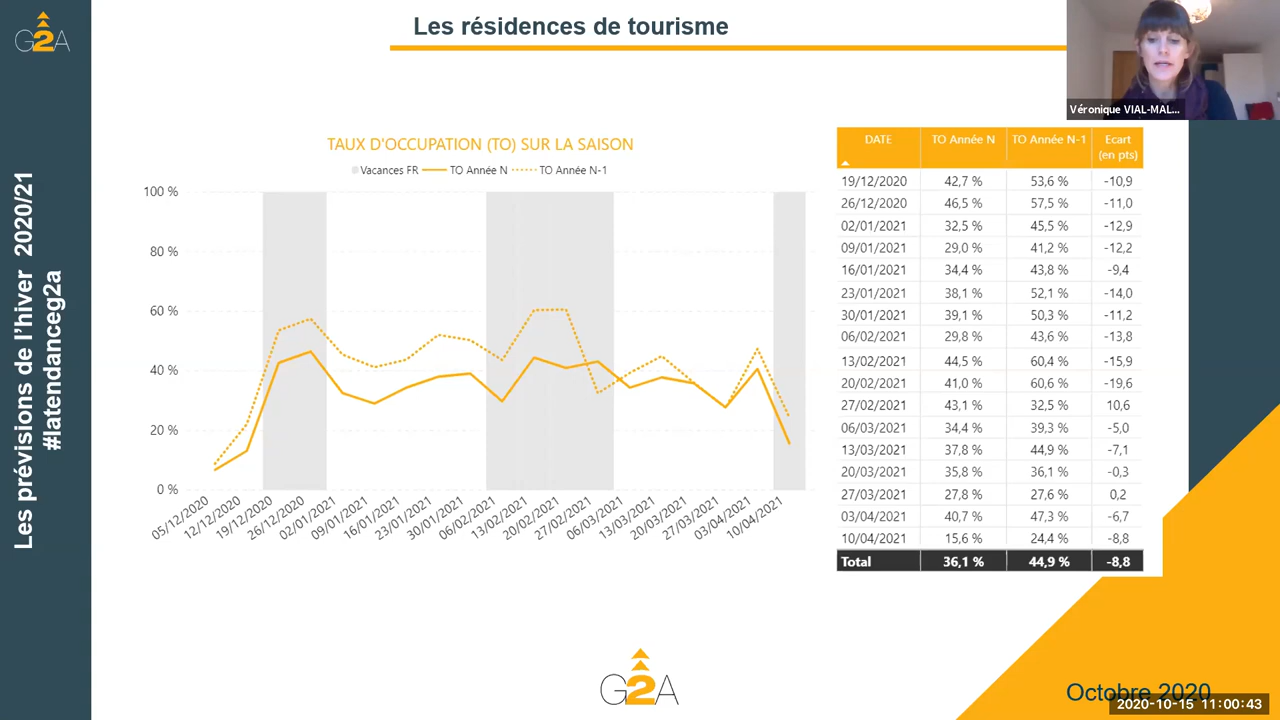 Les résidences de tourisme
G2A
Véronique VIAL-MAL...
Les prévisions de l'hiver 2020/21
#latendanceg2a
TAUX D'OCCUPATION (TO) SUR LA SAISON
Vacances FR TO Année N TO Année N-1
100 %
80 %
60 %
40 %
20 %
0 %
05/12/2020
12/12/2020
19/12/2020
26/12/2020
02/01/2021
09/01/2021
16/01/2021
23/01/2021
30/01/2021
06/02/2021
13/02/2021
20/02/2021
27/02/2021
06/03/2021
13/03/2021
20/03/2021
27/03/2021
03/04/2021
10/04/2021
DATE TO Année N TO Année N-1 Ecart (en pts)
19/12/2020 42,7 % 53,6 % -10,9
26/12/2020 46,5 % 57,5 % -11,0
02/01/2021 32,5 % 45,5 % -12,9
09/01/2021 29,0 % 41,2 % -12,2
16/01/2021 34,4 % 43,8 % -9,4
23/01/2021 38,1 % 52,1 % -14,0
30/01/2021 39,1 % 50,3 % -11,2
06/02/2021 29,8 % 43,6 % -13,8
13/02/2021 44,5 % 60,4 % -15,9
20/02/2021 41,0 % 60,6 % -19,6
27/02/2021 43,1 % 32,5 % 10,6
06/03/2021 34,4 % 39,3 % -5,0
13/03/2021 37,8 % 44,9 % -7,1
20/03/2021 35,8 % 36,1 % -0,3
27/03/2021 27,8 % 27,6 % 0,2
03/04/2021 40,7 % 47,3 % -6,7
10/04/2021 15,6 % 24,4 % -8,8
Total 36,1 % 44,9 % -8,8
G2A
Octobre 2020
2020-10-15 11:00:43